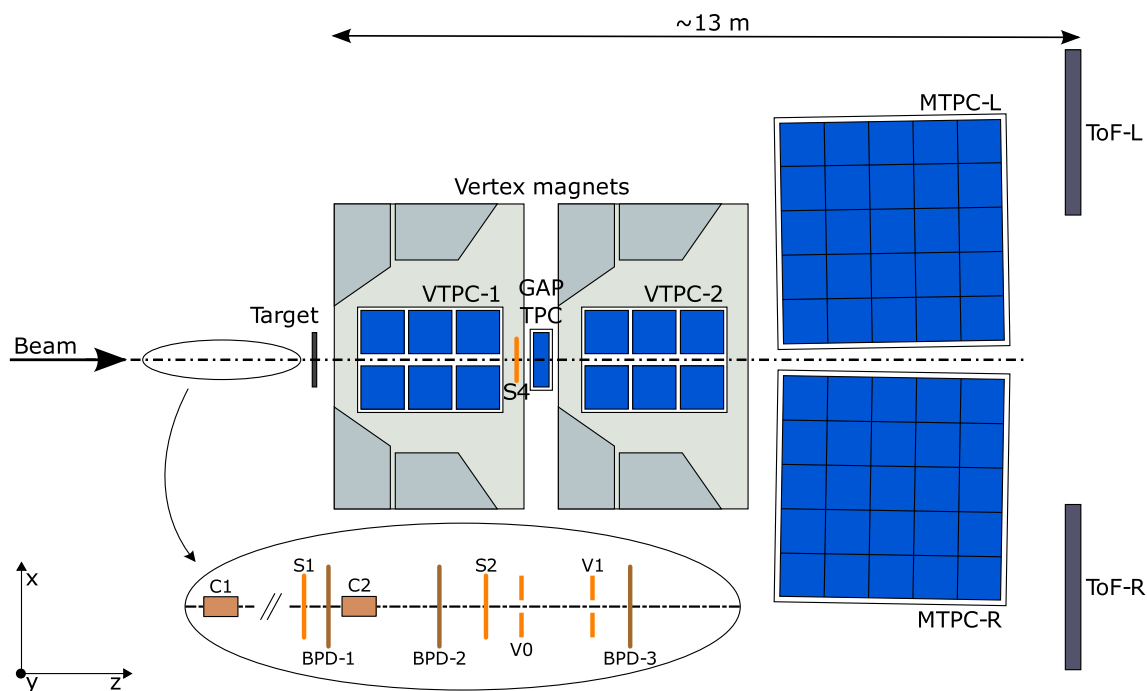 ~13 m
MTPC-L
ToF-L
Vertex magnets
VTPC-1
GAP
TPC
VTPC-2
Target
Beam
S4
S1
S2
V1
C1
C2
BPD-1
BPD-2
V0
BPD-3
MTPC-R
ToF-R
x
y
z